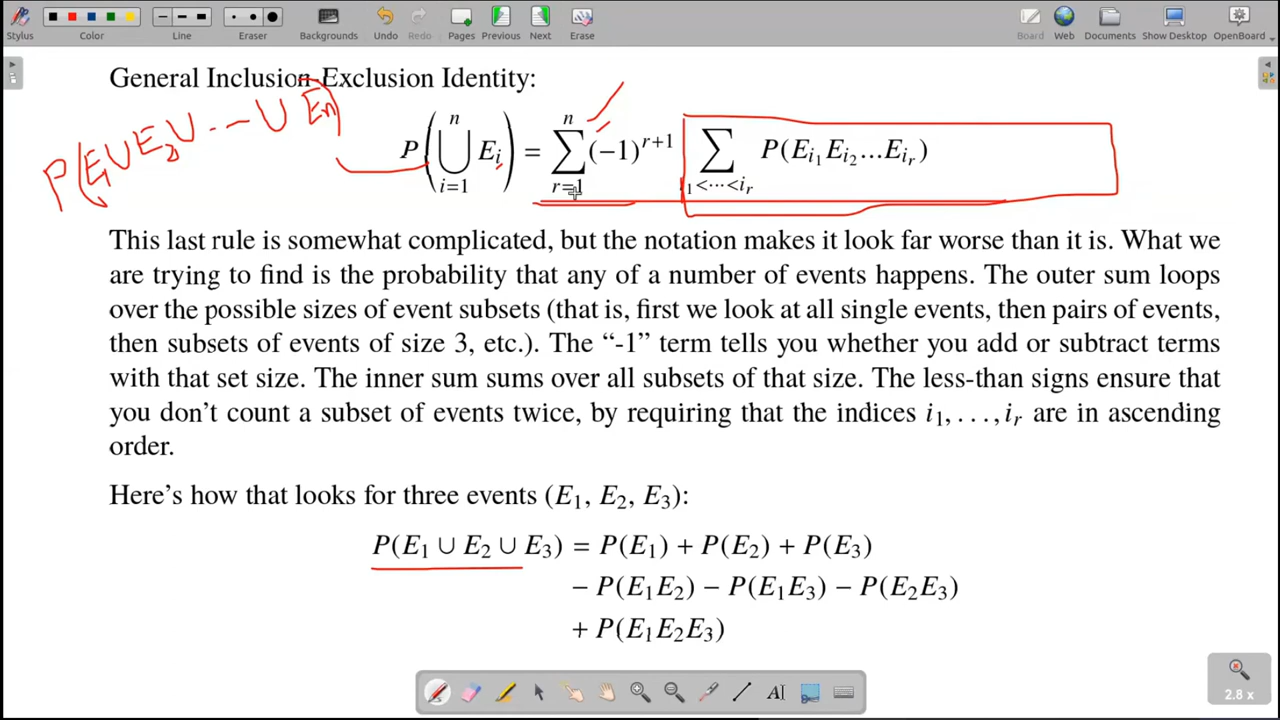 Stylus Color Line Eraser Backgrounds Undo Redo Pages Previous Next Erase Board Web Documents Show Desktop OpenBoard
General Inclusion-Exclusion Identity:
P(E₁ ∪ E₂ ∪ ... ∪ En)
P(⋃ⁿᵢ₌₁ Eᵢ) = ∑ⁿᵣ₌₁ (−1)ʳ⁺¹ ∑₁<⋯<iᵣ P(Eᵢ₁Eᵢ₂...Eᵢᵣ)
This last rule is somewhat complicated, but the notation makes it look far worse than it is. What we
are trying to find is the probability that any of a number of events happens. The outer sum loops
over the possible sizes of event subsets (that is, first we look at all single events, then pairs of events,
then subsets of events of size 3, etc.). The “-1” term tells you whether you add or subtract terms
with that set size. The inner sum sums over all subsets of that size. The less-than signs ensure that
you don’t count a subset of events twice, by requiring that the indices i₁, . . . , iᵣ are in ascending
order.
Here’s how that looks for three events (E₁, E₂, E₃):
P(E₁ ∪ E₂ ∪ E₃) = P(E₁) + P(E₂) + P(E₃)
− P(E₁E₂) − P(E₁E₃) − P(E₂E₃)
+ P(E₁E₂E₃)
AI
2.8 x